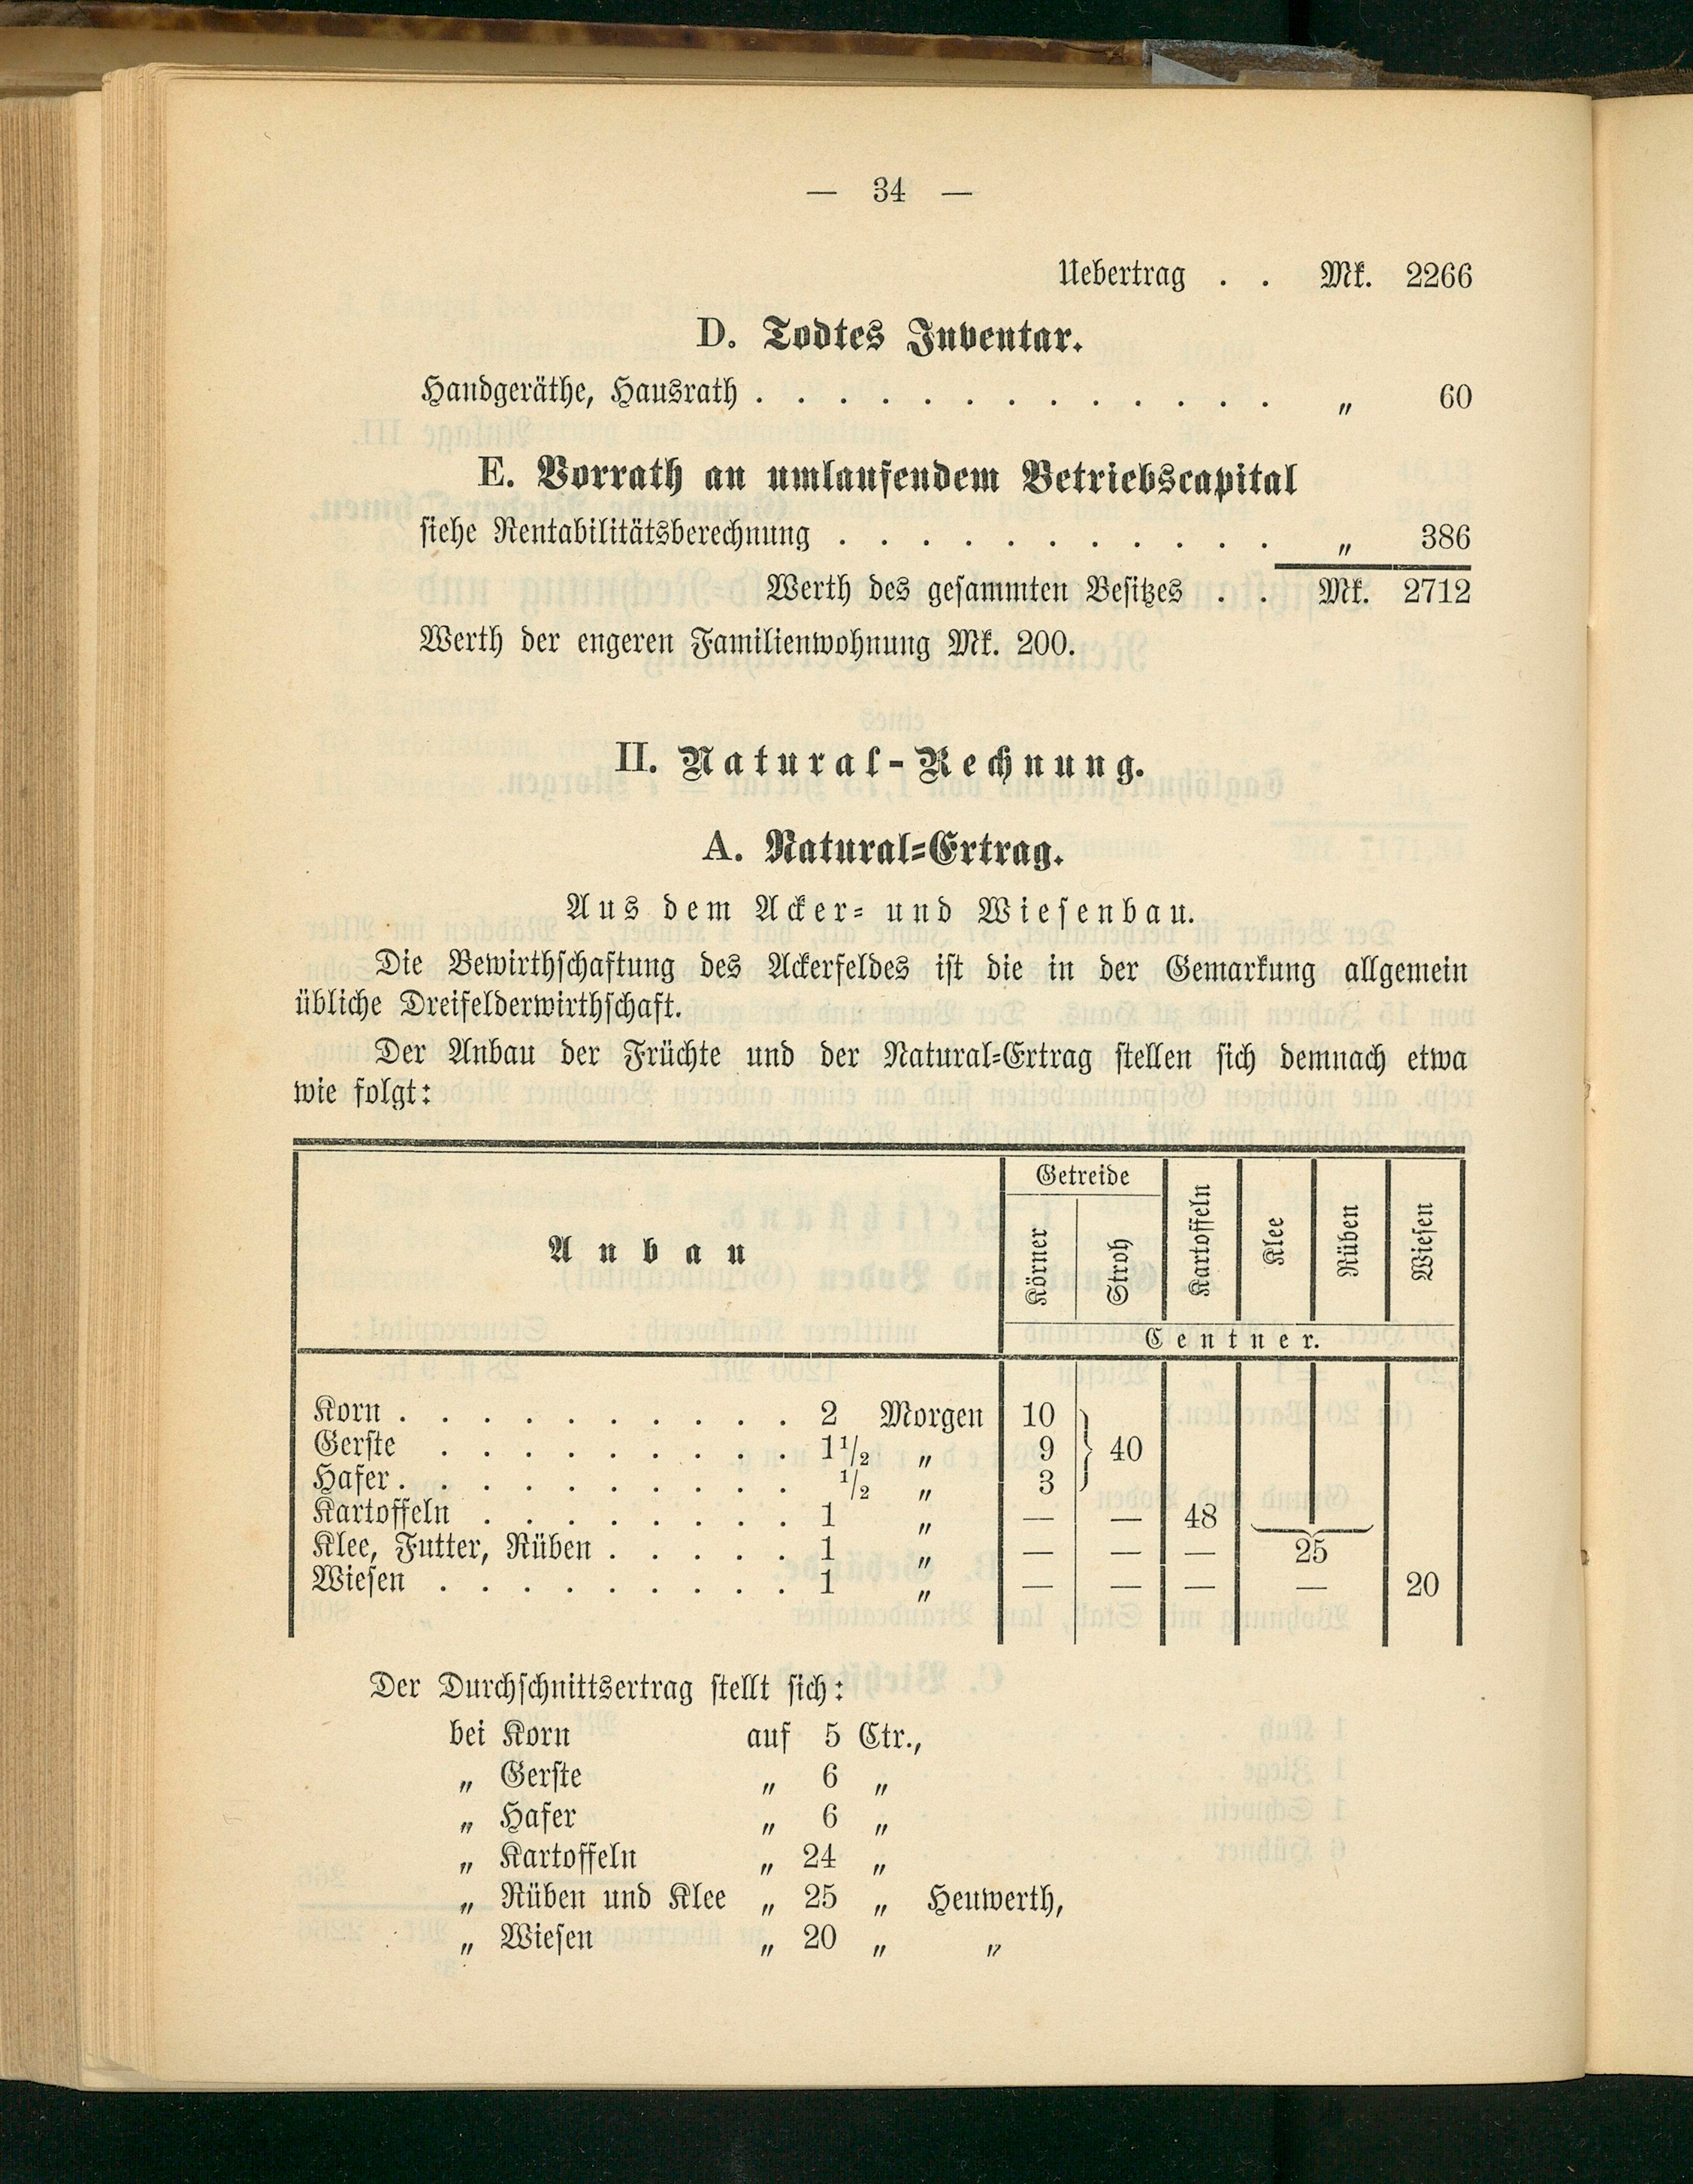 — 34 —
Uebertrag . . Mk. 2266
D. Todtes Inventar.
Handgeräthe, Hausrath . . . . . . . . . . . . . „ 60
E. Vorrath an umlaufendem Betriebscapital
siehe Rentabilitätsberechnung . . . . . . . . . . . „ 386
Werth des gesammten Besitzes . . Mk. 2712
Werth der engeren Familienwohnung Mk. 200.
II. Natural-Rechnung.
A. Natural-Ertrag.
Aus dem Acker- und Wiesenbau.
Die Bewirthschaftung des Ackerfeldes ist die in der Gemarkung allgemein
übliche Dreifelderwirthschaft.
Der Anbau der Früchte und der Natural-Ertrag stellen sich demnach etwa
wie folgt:
Anbau
Getreide
Körner
Stroh
Kartoffeln
Klee
Rüben
Wiesen
Centner.
Korn . . . . . . . . . . 2 Morgen 10
Gerste . . . . . . . . . 1 1/2 „ 9 } 40
Hafer . . . . . . . . . . 1/2 „ 3
Kartoffeln . . . . . . . . 1 „ — — 48
Klee, Futter, Rüben . . . . . 1 „ — — — 25
Wiesen . . . . . . . . . 1 „ — — — — 20
Der Durchschnittsertrag stellt sich:
bei Korn auf 5 Ctr.,
„ Gerste „ 6 „
„ Hafer „ 6 „
„ Kartoffeln „ 24 „
„ Rüben und Klee „ 25 „ Heuwerth,
„ Wiesen „ 20 „ „